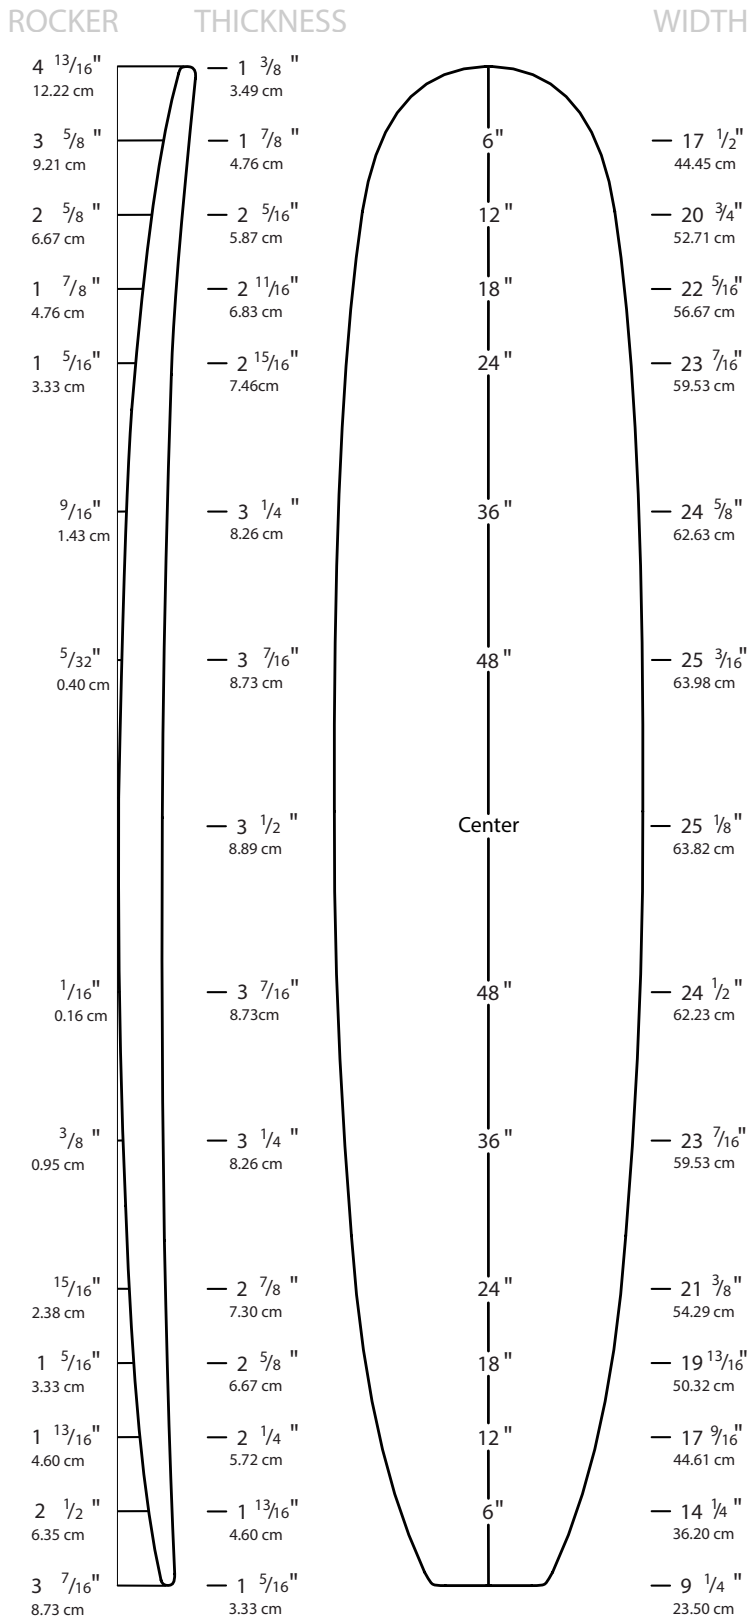 ROCKER THICKNESS WIDTH
4 13/16" 1 3/8 "
12.22 cm 3.49 cm
3 5/8 " 1 7/8 " 6" 17 1/2"
9.21 cm 4.76 cm 44.45 cm
2 5/8 " 2 5/16" 12" 20 3/4"
6.67 cm 5.87 cm 52.71 cm
1 7/8 " 2 11/16" 18" 22 5/16"
4.76 cm 6.83 cm 56.67 cm
1 5/16" 2 15/16" 24" 23 7/16"
3.33 cm 7.46cm 59.53 cm
9/16" 3 1/4 " 36" 24 5/8"
1.43 cm 8.26 cm 62.63 cm
5/32" 3 7/16" 48" 25 3/16"
0.40 cm 8.73 cm 63.98 cm
3 1/2 " Center 25 1/8"
8.89 cm 63.82 cm
1/16" 3 7/16" 48" 24 1/2 "
0.16 cm 8.73cm 62.23 cm
3/8 " 3 1/4 " 36" 23 7/16"
0.95 cm 8.26 cm 59.53 cm
15/16" 2 7/8 " 24" 21 3/8"
2.38 cm 7.30 cm 54.29 cm
1 5/16" 2 5/8 " 18" 19 13/16"
3.33 cm 6.67 cm 50.32 cm
1 13/16" 2 1/4 " 12" 17 9/16"
4.60 cm 5.72 cm 44.61 cm
2 1/2 " 1 13/16" 6" 14 1/4 "
6.35 cm 4.60 cm 36.20 cm
3 7/16" 1 5/16" 9 1/4 "
8.73 cm 3.33 cm 23.50 cm